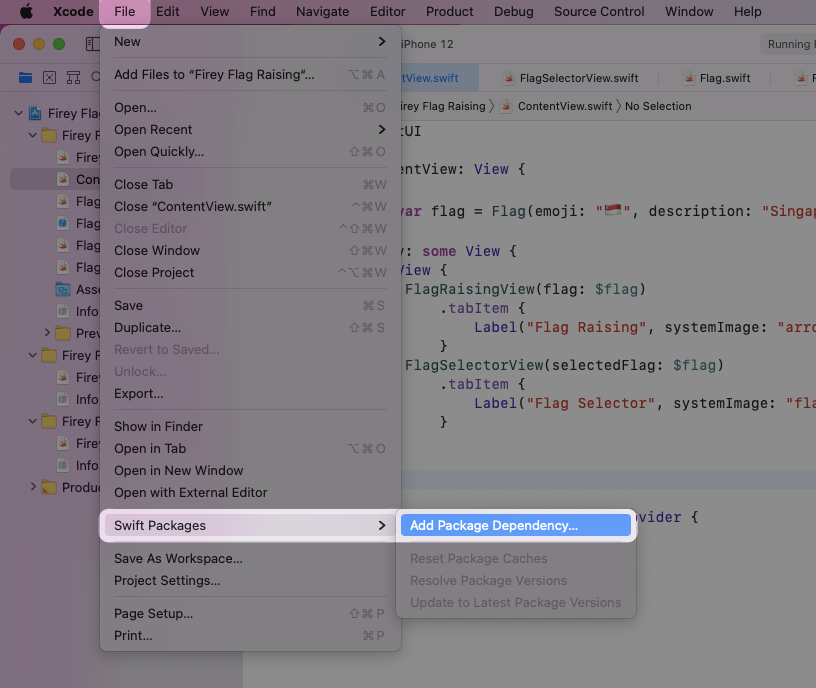 Xcode File Edit View Find Navigate Editor Product Debug Source Control Window Help
iPhone 12 Running
New
Add Files to “Firey Flag Raising”... ⌥⌘A
Open... ⌘O
Open Recent
Open Quickly... ⇧⌘O
Close Tab ⌘W
Close “ContentView.swift” ^⌘W
Close Editor ^⇧⌘W
Close Window ⇧⌘W
Close Project ^⌥⌘W
Save ⌘S
Duplicate... ⇧⌘S
Revert to Saved...
Unlock...
Export...
Show in Finder
Open in Tab ⌥⌘O
Open in New Window
Open with External Editor
Swift Packages
Save As Workspace...
Project Settings...
Page Setup... ⇧⌘P
Print... ⌘P
Add Package Dependency...
Reset Package Caches
Resolve Package Versions
Update to Latest Package Versions
Firey Flag
Firey F
Firey
Con
Flag
Flag
Flag
Flag
Asse
Info
Prev
Firey F
Firey
Info
Firey F
Firey
Info
Produc
tView.swift FlagSelectorView.swift Flag.swift F
irey Flag Raising ContentView.swift No Selection
tUI
entView: View {
var flag = Flag(emoji: "🇸🇬", description: "Singap
y: some View {
View {
FlagRaisingView(flag: $flag)
.tabItem {
Label("Flag Raising", systemImage: "arro
}
FlagSelectorView(selectedFlag: $flag)
.tabItem {
Label("Flag Selector", systemImage: "fla
}
ovider {